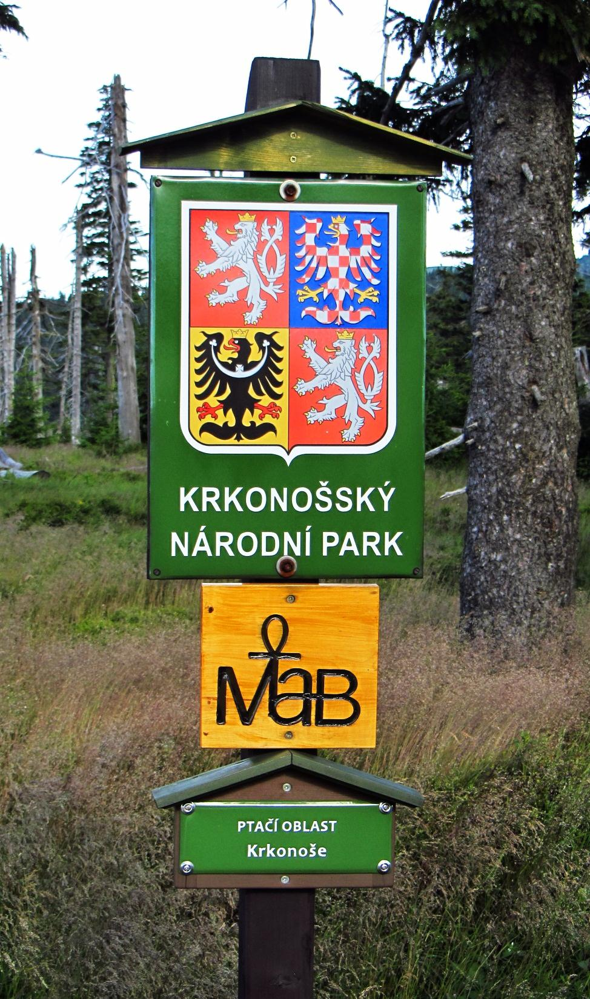 KRKONOŠSKÝ
NÁRODNÍ PARK
MaB
PTAČÍ OBLAST
Krkonoše